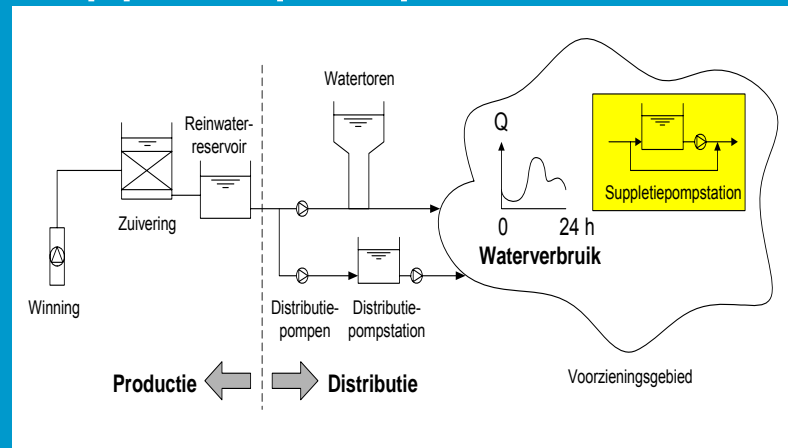 Watertoren
Reinwater-
reservoir
Q
Suppletiepompstation
0 24 h
Waterverbruik
Zuivering
Winning
Distributie-
pompen
Distributie-
pompstation
Productie
Distributie
Voorzieningsgebied